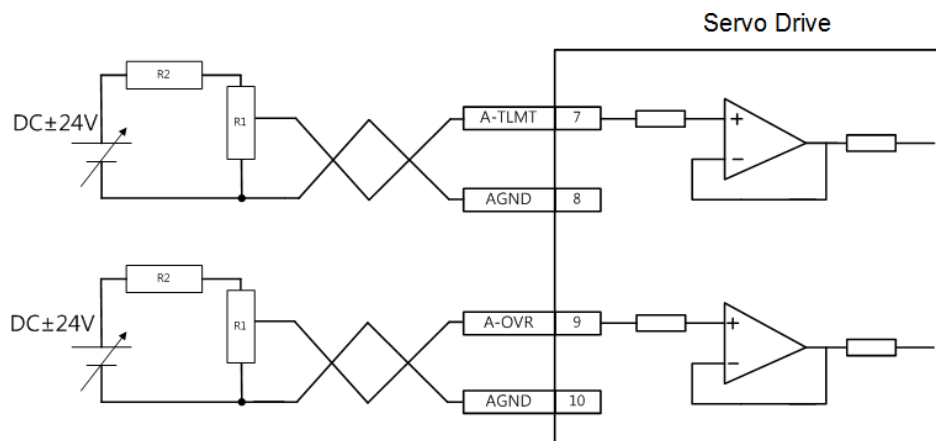 Servo Drive
R2
DC±24V
R1
A-TLMT 7
+
−
AGND 8
R2
DC±24V
R1
A-OVR 9
+
−
AGND 10